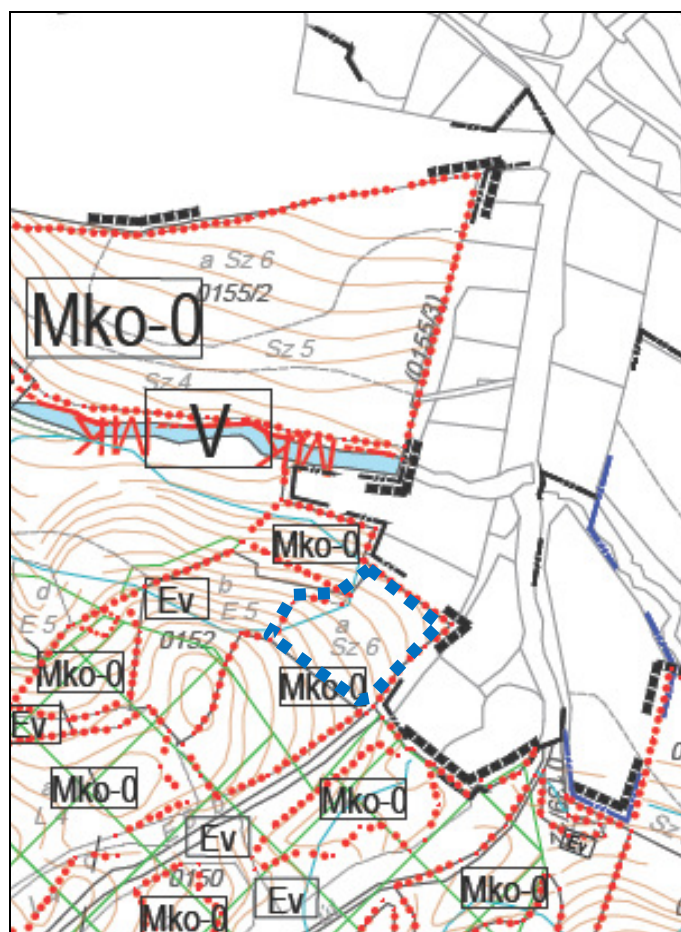 a Sz 6
0155/2
Mko-0
(0155/3)
Sz 5
Sz 4
V
Mko-0
d
b
Ev
E 5
E 5
a
0152
Sz 6
Mko-0
Mko-0
Ev
Mko-0
Mko-0
Ev
0150
Ev
Mko-0
Mko-0
Ev
Sz